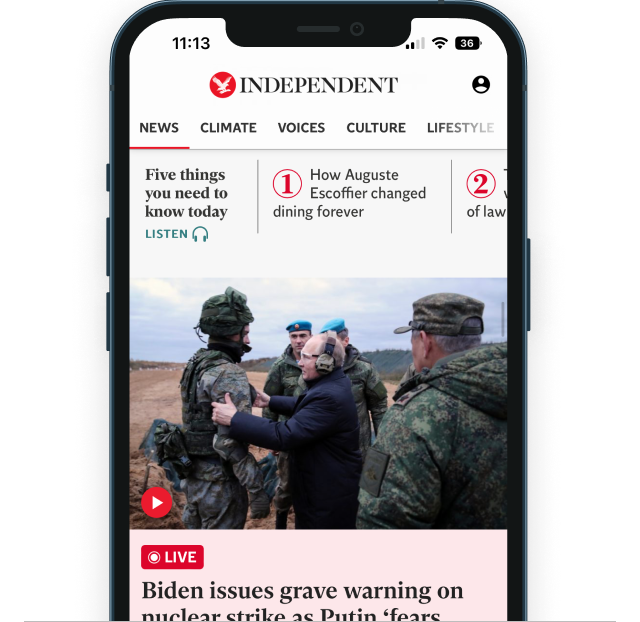 11:13
36
INDEPENDENT
NEWS CLIMATE VOICES CULTURE LIFESTYLE
Five things
you need to
know today
LISTEN
1 How Auguste
Escoffier changed
dining forever
2
of law
LIVE
Biden issues grave warning on
nuclear strike as Putin ‘fears